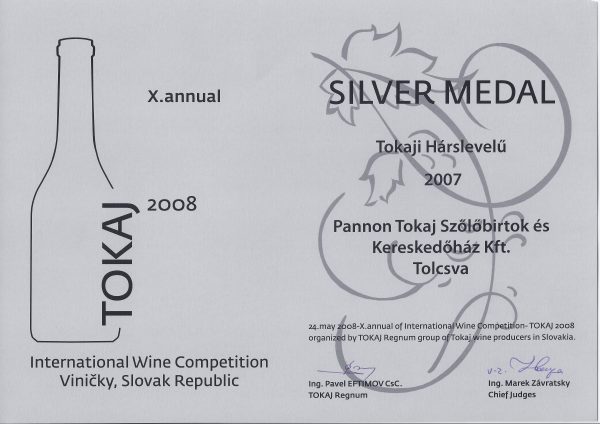 X.annual
TOKAJ
2008
International Wine Competition
Viničky, Slovak Republic
SILVER MEDAL
Tokaji Hárslevelű
2007
Pannon Tokaj Szőlőbirtok és
Kereskedőház Kft.
Tolcsva
24.may 2008-X.annual of International Wine Competition- TOKAJ 2008
organized by TOKAJ Regnum group of Tokaj wine producers in Slovakia.
Ing. Pavel EFTIMOV CsC.
TOKAJ Regnum
v-z.
Ing. Marek Závratsky
Chief Judges